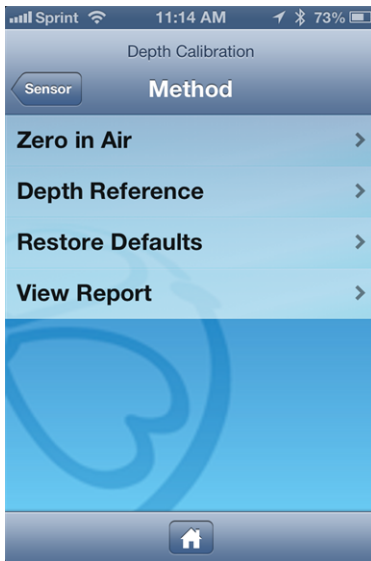 Sprint 11:14 AM 73%
Depth Calibration
Sensor Method
Zero in Air
Depth Reference
Restore Defaults
View Report